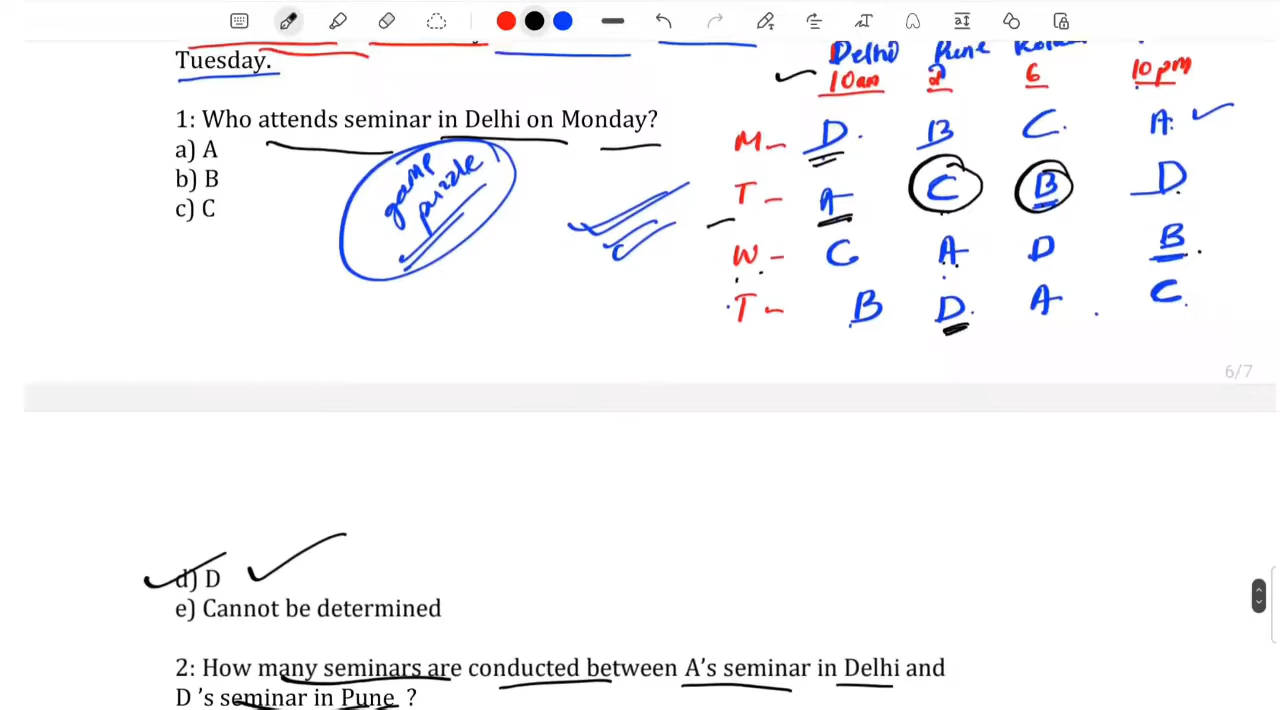 Tuesday.
Delhi Pune
10am 2 6 10pm
1: Who attends seminar in Delhi on Monday?
a) A
b) B
c) C
game puzzle
M- D B C A
T- A C B D
W- C A D B
T- B D A C
6/7
d) D
e) Cannot be determined
2: How many seminars are conducted between A's seminar in Delhi and
D 's seminar in Pune ?